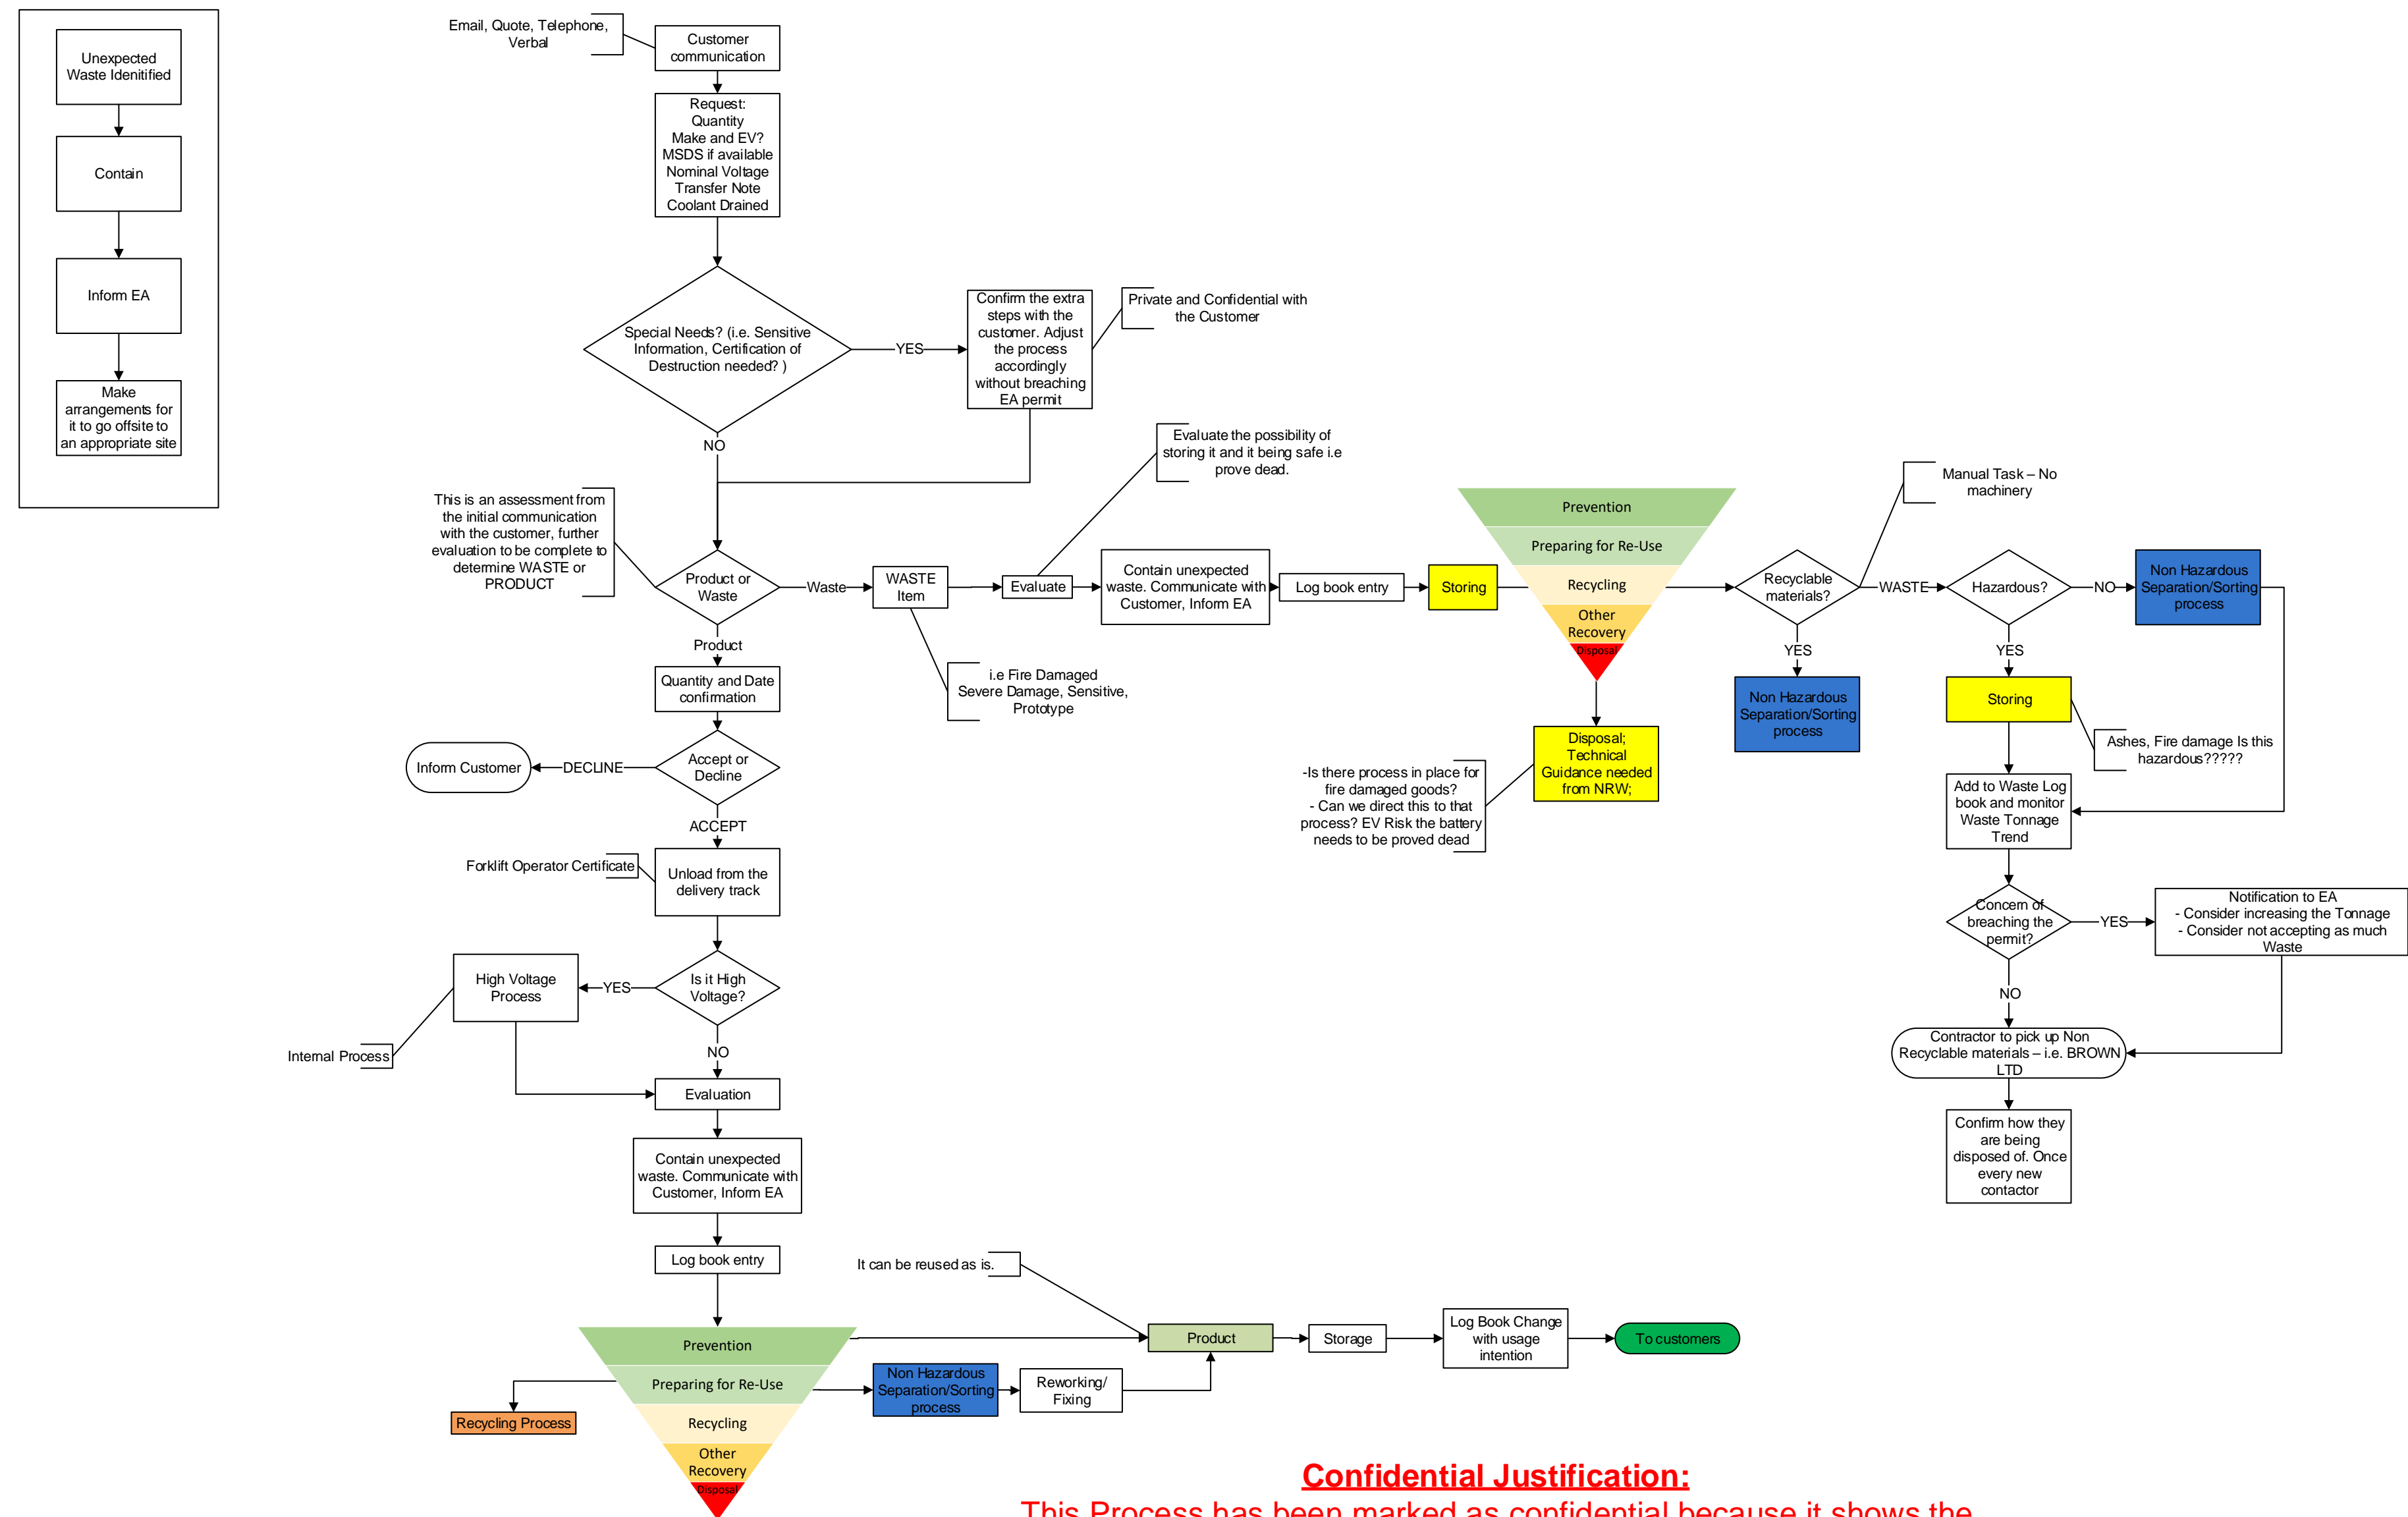 Unexpected
Waste Idenitified
Contain
Inform EA
Make
arrangements for
it to go offsite to
an appropriate site
Email, Quote, Telephone,
Verbal
Customer
communication
Request:
Quantity
Make and EV?
MSDS if available
Nominal Voltage
Transfer Note
Coolant Drained
Special Needs? (i.e. Sensitive
Information, Certification of
Destruction needed? )
YES
Confirm the extra
steps with the
customer. Adjust
the process
accordingly
without breaching
EA permit
Private and Confidential with
the Customer
NO
This is an assessment from
the initial communication
with the customer, further
evaluation to be complete to
determine WASTE or
PRODUCT
Product or
Waste
Waste
WASTE
Item
i.e Fire Damaged
Severe Damage, Sensitive,
Prototype
Evaluate
Evaluate the possibility of
storing it and it being safe i.e
prove dead.
Contain unexpected
waste. Communicate with
Customer, Inform EA
Log book entry
Storing
Prevention
Preparing for Re-Use
Recycling
Other
Recovery
Disposal
Disposal;
Technical
Guidance needed
from NRW;
-Is there process in place for
fire damaged goods?
- Can we direct this to that
process? EV Risk the battery
needs to be proved dead
Recyclable
materials?
Manual Task – No
machinery
YES
Non Hazardous
Separation/Sorting
process
WASTE
Hazardous?
NO
Non Hazardous
Separation/Sorting
process
YES
Storing
Ashes, Fire damage Is this
hazardous?????
Add to Waste Log
book and monitor
Waste Tonnage
Trend
Concern of
breaching the
permit?
YES
Notification to EA
- Consider increasing the Tonnage
- Consider not accepting as much
Waste
NO
Contractor to pick up Non
Recyclable materials – i.e. BROWN
LTD
Confirm how they
are being
disposed of. Once
every new
contactor
Product
Quantity and Date
confirmation
Accept or
Decline
DECLINE
Inform Customer
ACCEPT
Forklift Operator Certificate
Unload from the
delivery track
Is it High
Voltage?
YES
High Voltage
Process
Internal Process
NO
Evaluation
Contain unexpected
waste. Communicate with
Customer, Inform EA
Log book entry
Prevention
Preparing for Re-Use
Recycling
Other
Recovery
Disposal
Recycling Process
Non Hazardous
Separation/Sorting
process
Reworking/
Fixing
It can be reused as is.
Product
Storage
Log Book Change
with usage
intention
To customers
Confidential Justification:
This Process has been marked as confidential because it shows the